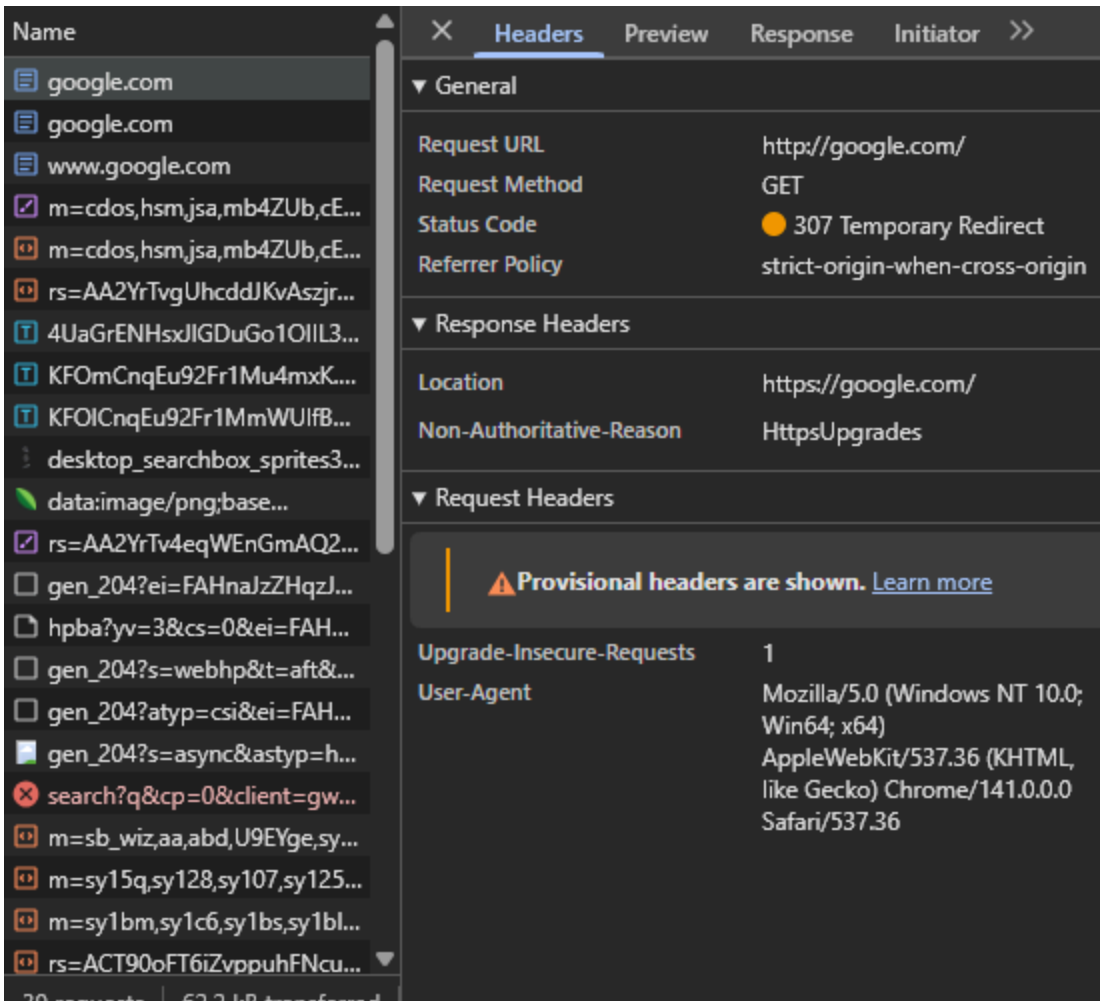 Name
google.com
google.com
www.google.com
m=cdos,hsm,jsa,mb4ZUb,cE...
m=cdos,hsm,jsa,mb4ZUb,cE...
rs=AA2YrTvgUhcddJKvAszjr...
4UaGrENHsxJlGDuGo1OIlL3...
KFOmCnqEu92Fr1Mu4mxK....
KFOlCnqEu92Fr1MmWUlfB...
desktop_searchbox_sprites3...
data:image/png;base...
rs=AA2YrTv4eqWEnGmAQ2...
gen_204?ei=FAHnaJzZHqzJ...
hpba?yv=3&cs=0&ei=FAH...
gen_204?s=webhp&t=aft&...
gen_204?atyp=csi&ei=FAH...
gen_204?s=async&astyp=h...
search?q&cp=0&client=gw...
m=sb_wiz,aa,abd,U9EYge,sy...
m=sy15q,sy128,sy107,sy125...
m=sy1bm,sy1c6,sy1bs,sy1bl...
rs=ACT90oFT6iZvppuhFNcu...
39 requests 62.2 kB transferred
Headers Preview Response Initiator
General
Request URL http://google.com/
Request Method GET
Status Code 307 Temporary Redirect
Referrer Policy strict-origin-when-cross-origin
Response Headers
Location https://google.com/
Non-Authoritative-Reason HttpsUpgrades
Request Headers
Provisional headers are shown. Learn more
Upgrade-Insecure-Requests 1
User-Agent Mozilla/5.0 (Windows NT 10.0;
Win64; x64)
AppleWebKit/537.36 (KHTML,
like Gecko) Chrome/141.0.0.0
Safari/537.36